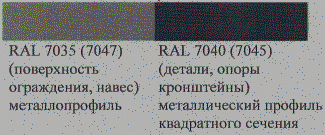 RAL 7035 (7047)
(поверхность
ограждения, навес)
металлопрофиль
RAL 7040 (7045)
(детали, опоры
кронштейны)
металлический профиль
квадратного сечения